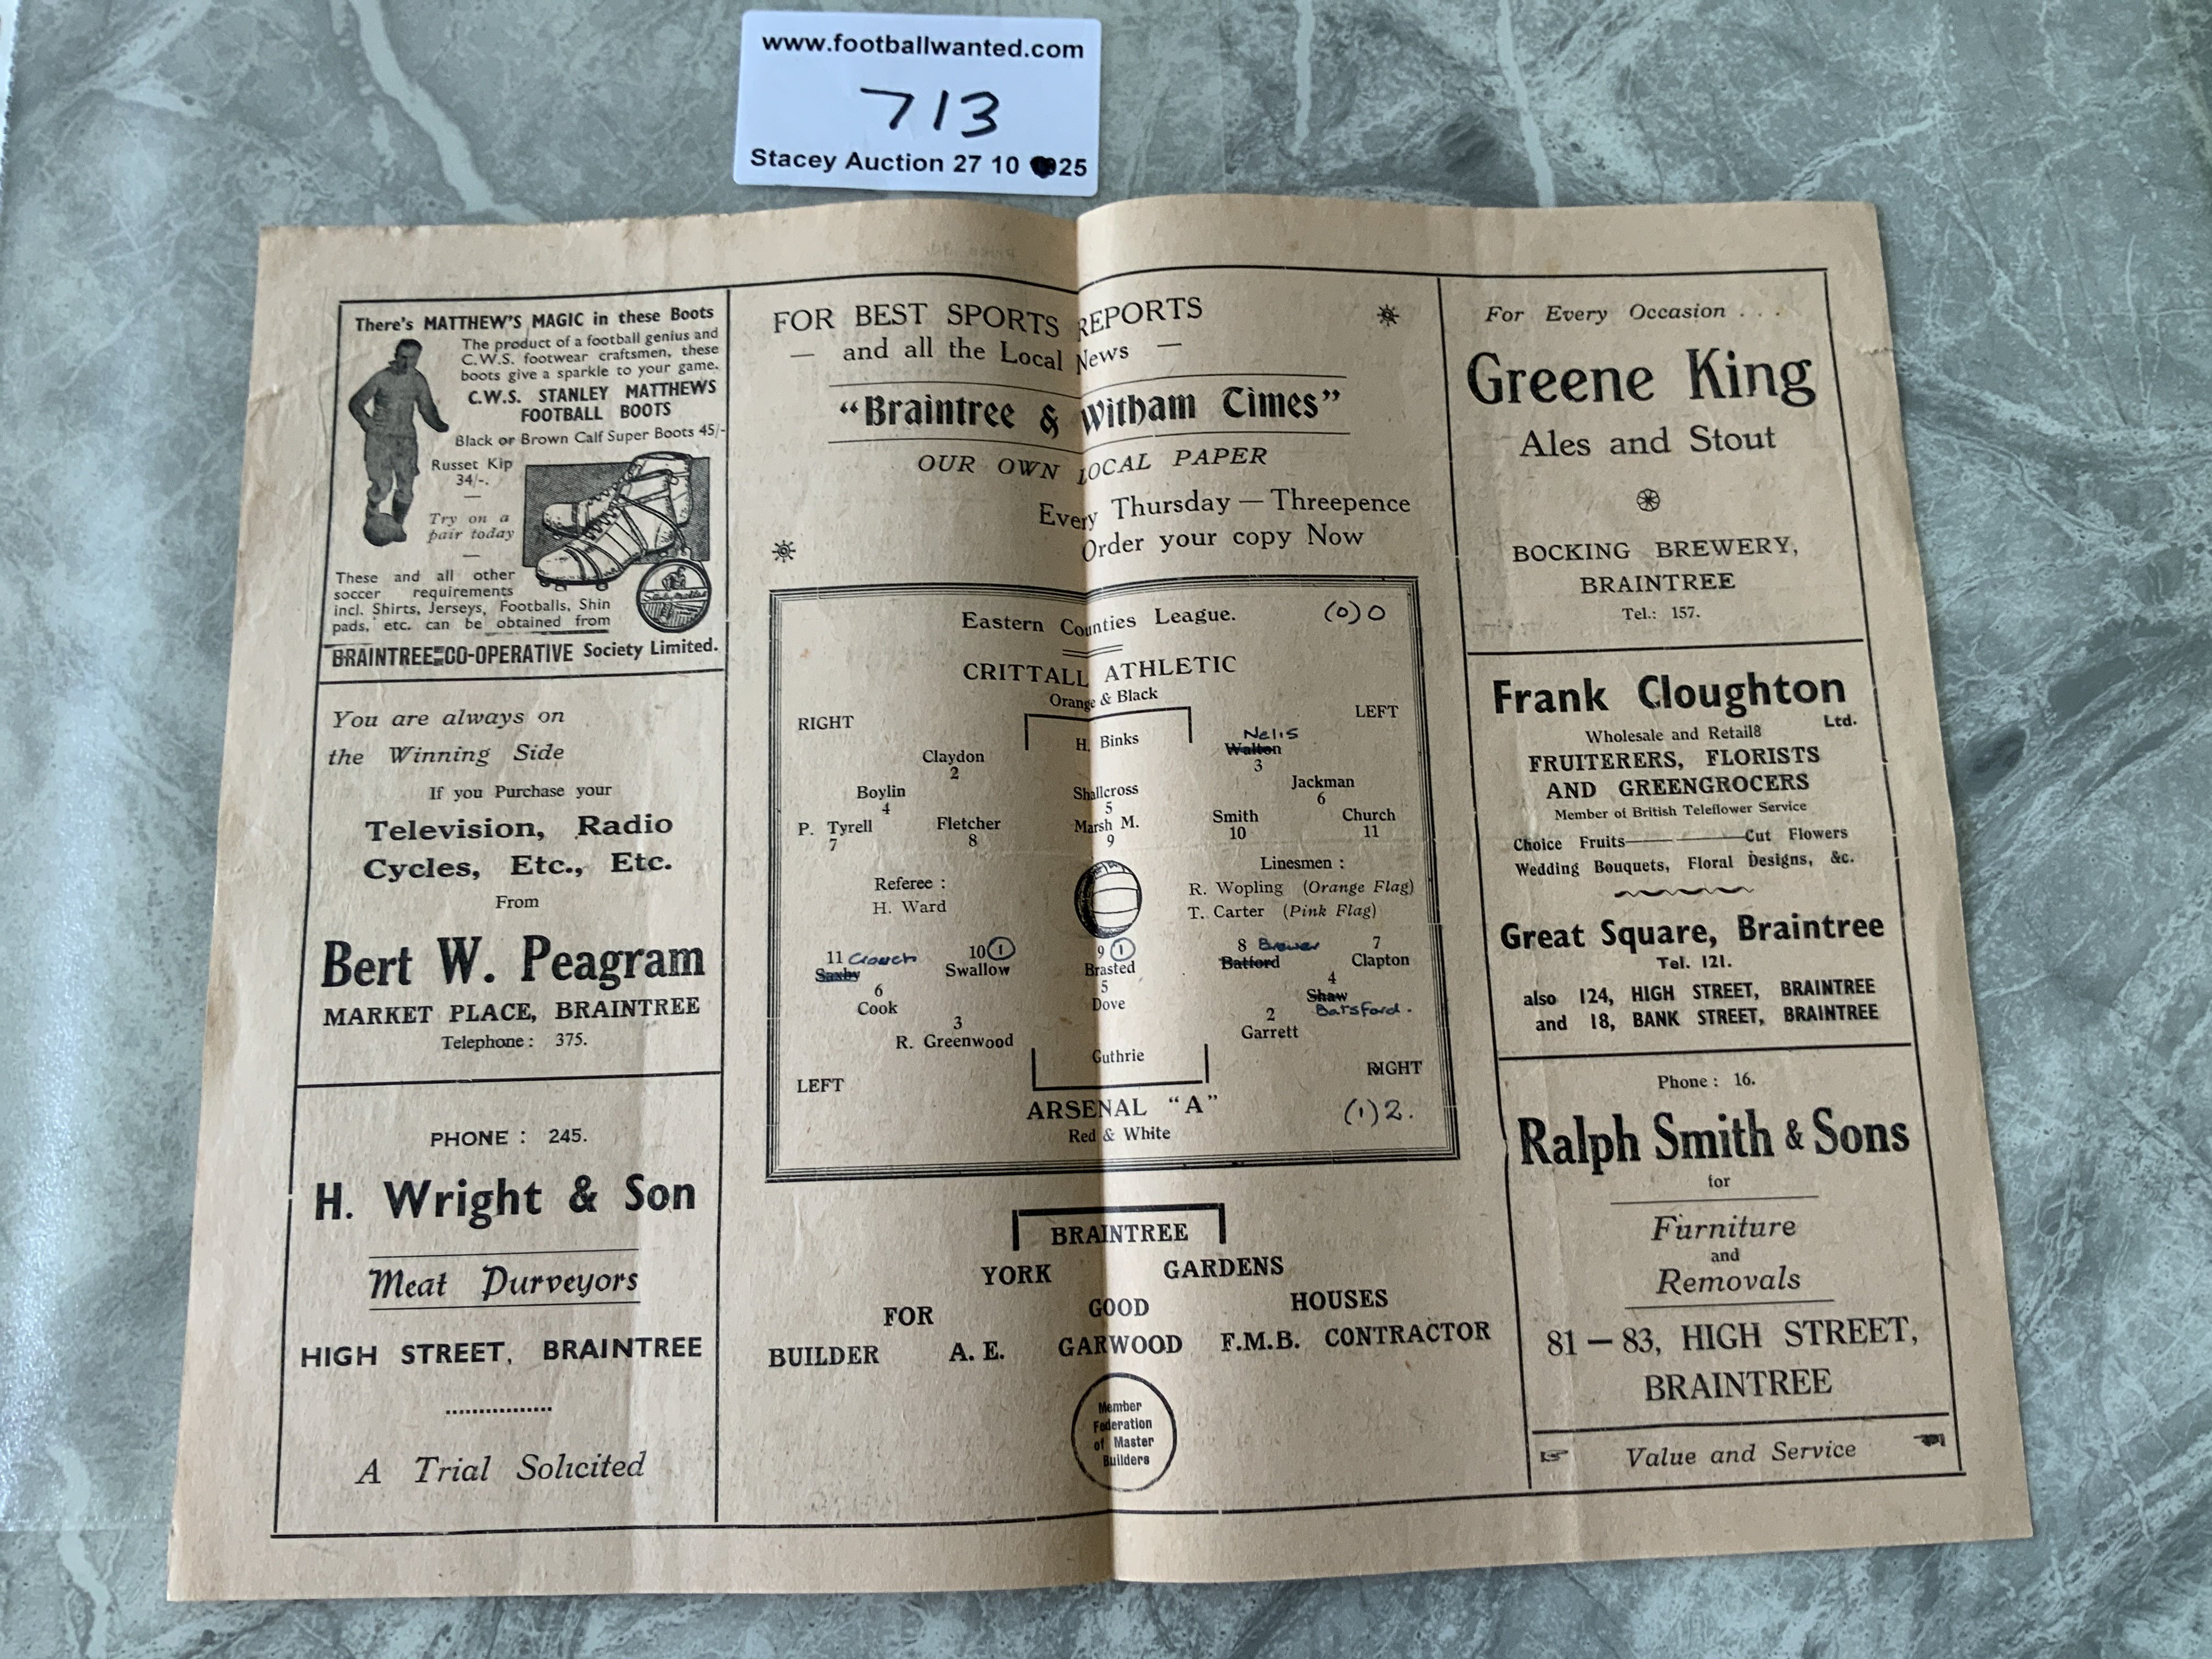 www.footballwanted.com
713
Stacey Auction 27 10 25
There's MATTHEW'S MAGIC in these Boots
The product of a football genius and
C.W.S. footwear craftsmen, these
boots give a sparkle to your game.
C.W.S. STANLEY MATTHEWS
FOOTBALL BOOTS
Black or Brown Calf Super Boots 45/-
Russet Kip
34/-.
Try on a
pair today
These and all other
soccer requirements
incl. Shirts, Jerseys, Footballs, Shin
pads, etc. can be obtained from
BRAINTREE CO-OPERATIVE Society Limited.
You are always on
the Winning Side
If you Purchase your
Television, Radio
Cycles, Etc., Etc.
From
Bert W. Peagram
MARKET PLACE, BRAINTREE
Telephone: 375.
PHONE: 245.
H. Wright & Son
Meat Purveyors
HIGH STREET, BRAINTREE
................
A Trial Solicited
FOR BEST SPORTS REPORTS
— and all the Local News —
"Braintree & Witham Times"
OUR OWN LOCAL PAPER
Every Thursday — Threepence
Order your copy Now
Eastern Counties League. (0) 0
CRITTALL ATHLETIC
Orange & Black
RIGHT LEFT
H. Binks Nelis
Claydon Walton
2 3
Boylin Shallcross Jackman
4 5 6
P. Tyrell Fletcher Marsh M. Smith Church
7 8 9 10 11
Referee : Linesmen :
H. Ward R. Wopling (Orange Flag)
T. Carter (Pink Flag)
11 Crouch 10 (1) 9 (1) 8 Brewer 7
Saxby Swallow Brasted Batford Clapton
6 5 4
Cook Dove Shaw
Barsford.
3 2
R. Greenwood Garrett
Guthrie
LEFT RIGHT
ARSENAL "A" (1) 2.
Red & White
BRAINTREE
YORK GARDENS
FOR GOOD HOUSES
BUILDER A. E. GARWOOD F.M.B. CONTRACTOR
Member
Federation
of Master
Builders
For Every Occasion . . .
Greene King
Ales and Stout
BOCKING BREWERY,
BRAINTREE
Tel.: 157.
Frank Cloughton
Ltd.
Wholesale and Retail8
FRUITERERS, FLORISTS
AND GREENGROCERS
Member of British Teleflower Service
Choice Fruits———Cut Flowers
Wedding Bouquets, Floral Designs, &c.
Great Square, Braintree
Tel. 121.
also 124, HIGH STREET, BRAINTREE
and 18, BANK STREET, BRAINTREE
Phone: 16.
Ralph Smith & Sons
for
Furniture
and
Removals
81 — 83, HIGH STREET,
BRAINTREE
Value and Service